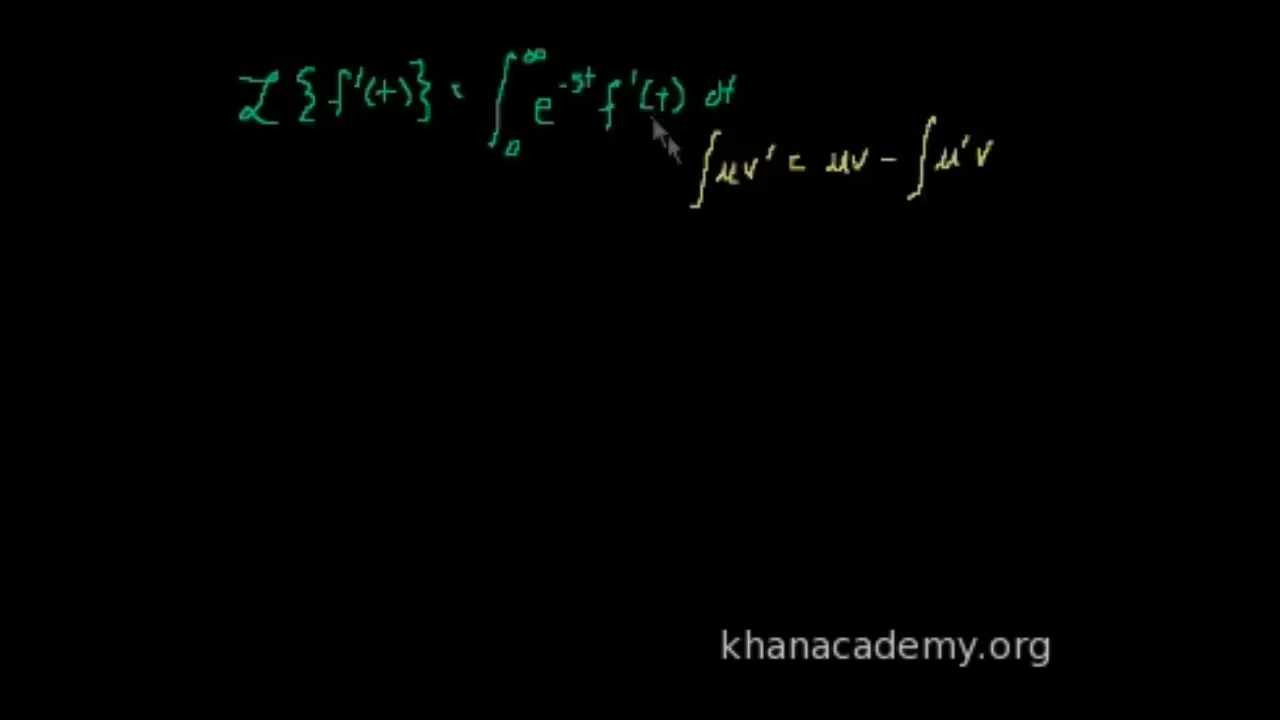 ℒ{f'(t)} = ∫₀^∞ e^{-st} f'(t) dt
∫uv' = uv - ∫u'v
khanacademy.org